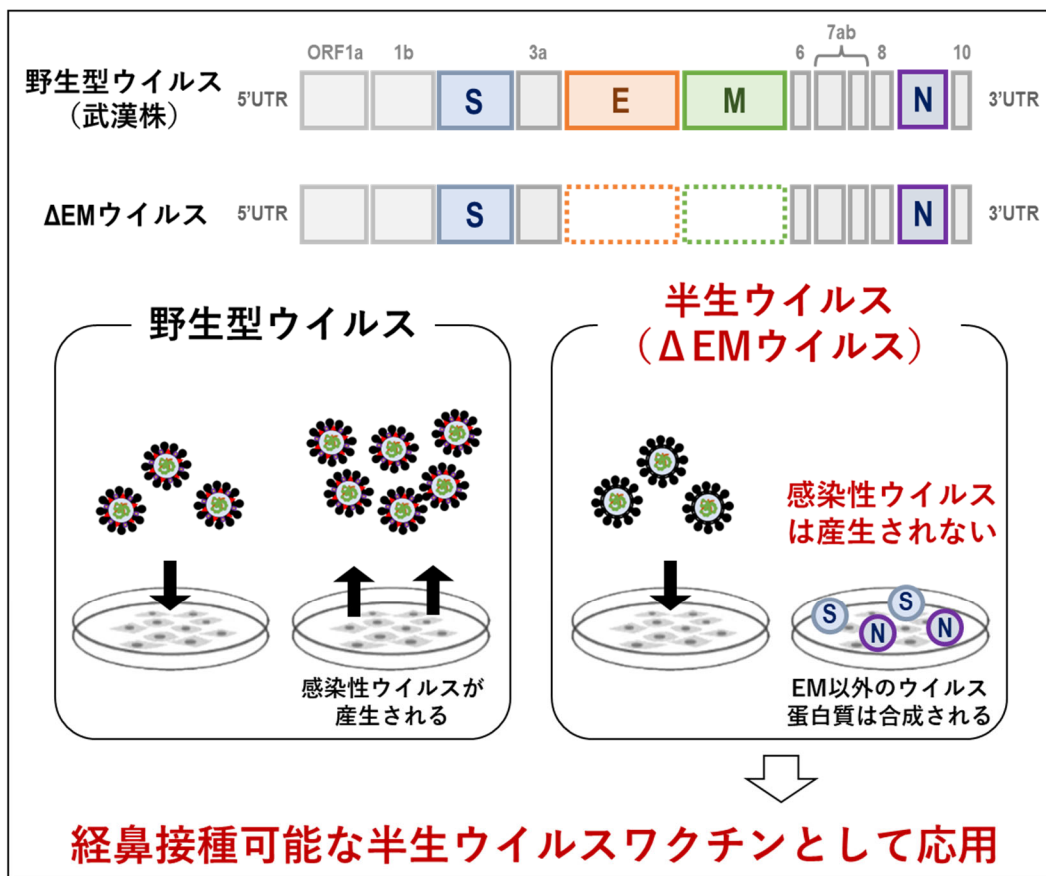 ORF1a 1b 3a 6 7ab 8 10
野生型ウイルス
（武漢株）
5'UTR S E M N 3'UTR
ΔEMウイルス 5'UTR S N 3'UTR
野生型ウイルス
半生ウイルス
（ΔEMウイルス）
感染性ウイルス
は産生されない
S S N N
感染性ウイルスが
産生される
EM以外のウイルス
蛋白質は合成される
経鼻接種可能な半生ウイルスワクチンとして応用